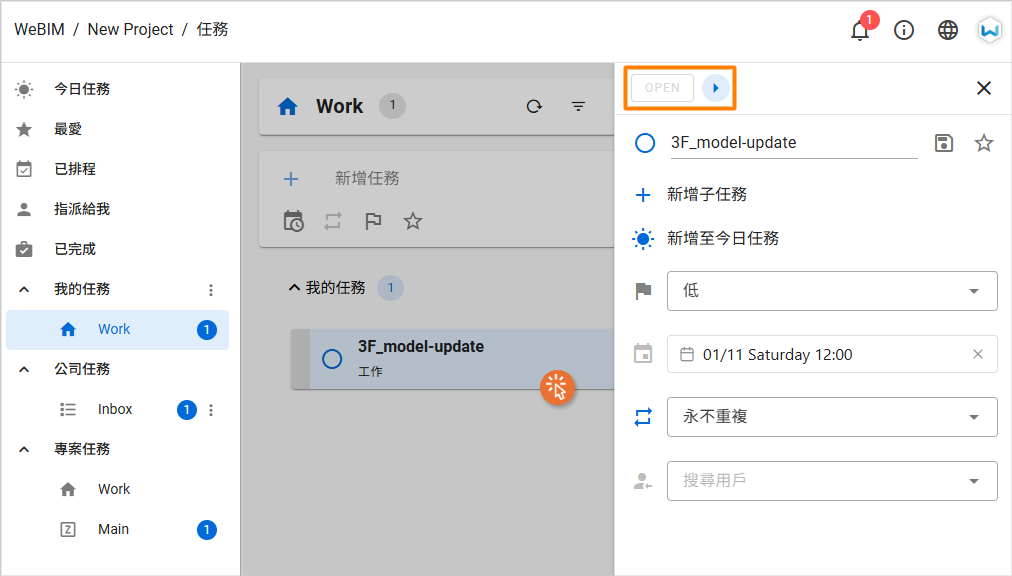 WeBIM / New Project / 任務
1
今日任務
最愛
已排程
指派給我
已完成
我的任務
Work 1
公司任務
Inbox 1
專案任務
Work
Main 1
Work 1
新增任務
我的任務 1
3F_model-update
工作
OPEN
3F_model-update
新增子任務
新增至今日任務
低
01/11 Saturday 12:00
永不重複
搜尋用戶